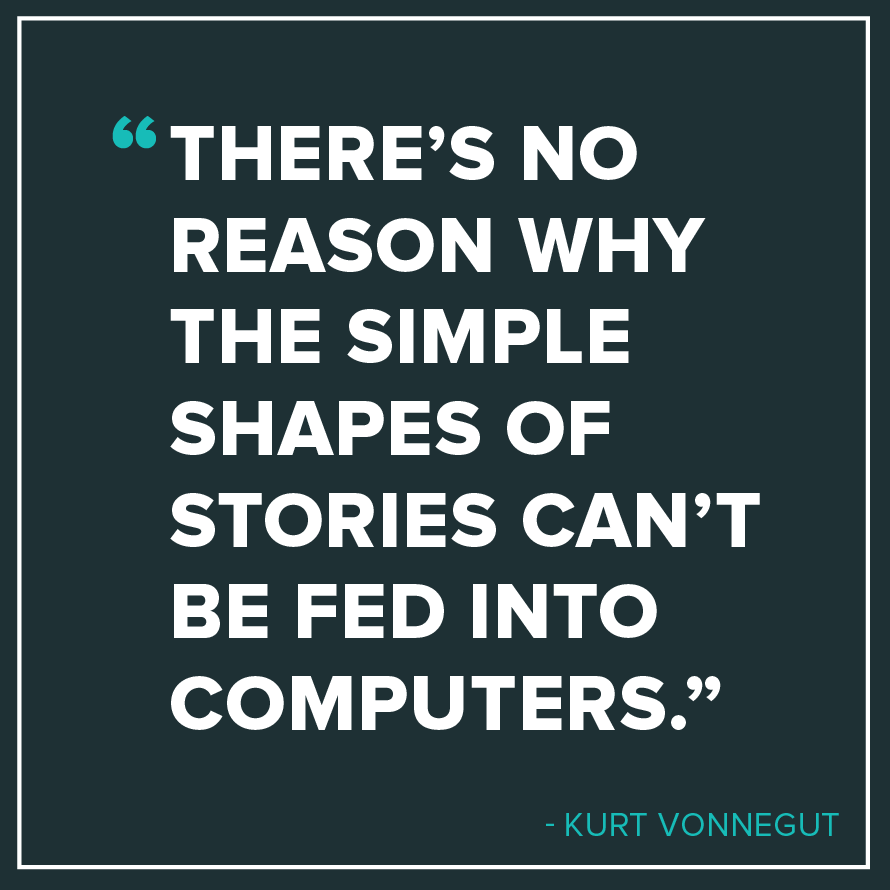 “THERE’S NO
REASON WHY
THE SIMPLE
SHAPES OF
STORIES CAN’T
BE FED INTO
COMPUTERS.”
- KURT VONNEGUT